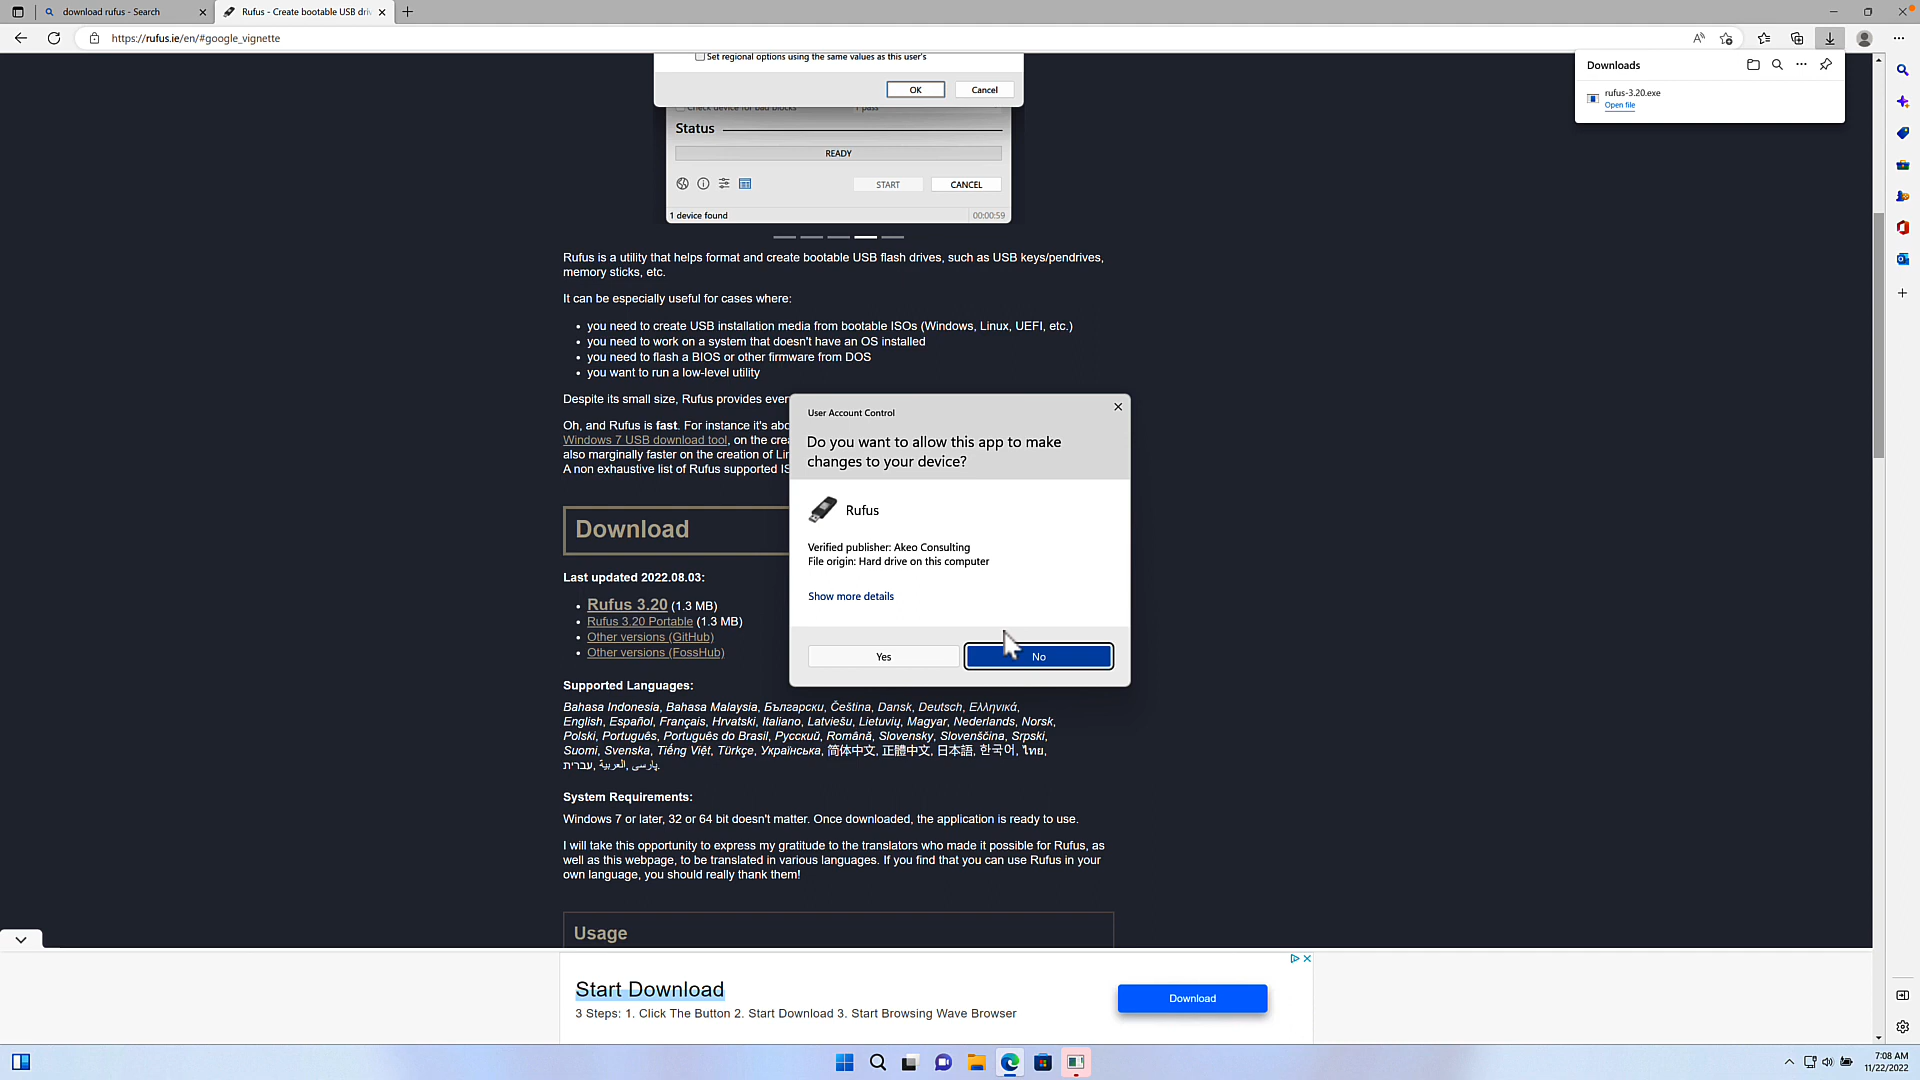 download rufus - Search
Rufus - Create bootable USB dri
https://rufus.ie/en/#google_vignette
Set regional options using the same values as this user's
OK
Cancel
Check device for bad blocks
1 pass
Status
READY
START
CANCEL
1 device found
00:00:59
Downloads
rufus-3.20.exe
Open file
Rufus is a utility that helps format and create bootable USB flash drives, such as USB keys/pendrives,
memory sticks, etc.
It can be especially useful for cases where:
you need to create USB installation media from bootable ISOs (Windows, Linux, UEFI, etc.)
you need to work on a system that doesn't have an OS installed
you need to flash a BIOS or other firmware from DOS
you want to run a low-level utility
Despite its small size, Rufus provides ever
Oh, and Rufus is fast. For instance it's abo
Windows 7 USB download tool, on the crea
also marginally faster on the creation of Li
A non exhaustive list of Rufus supported IS
User Account Control
Do you want to allow this app to make
changes to your device?
Rufus
Verified publisher: Akeo Consulting
File origin: Hard drive on this computer
Show more details
Yes
No
Download
Last updated 2022.08.03:
Rufus 3.20 (1.3 MB)
Rufus 3.20 Portable (1.3 MB)
Other versions (GitHub)
Other versions (FossHub)
Supported Languages:
Bahasa Indonesia, Bahasa Malaysia, Български, Čeština, Dansk, Deutsch, Ελληνικά,
English, Español, Français, Hrvatski, Italiano, Latviešu, Lietuvių, Magyar, Nederlands, Norsk,
Polski, Português, Português do Brasil, Русский, Română, Slovensky, Slovenščina, Srpski,
Suomi, Svenska, Tiếng Việt, Türkçe, Українська, 简体中文, 正體中文, 日本語, 한국어, ไทย,
עברית, العربية, پارسی.
System Requirements:
Windows 7 or later, 32 or 64 bit doesn't matter. Once downloaded, the application is ready to use.
I will take this opportunity to express my gratitude to the translators who made it possible for Rufus, as
well as this webpage, to be translated in various languages. If you find that you can use Rufus in your
own language, you should really thank them!
Usage
Start Download
3 Steps: 1. Click The Button 2. Start Download 3. Start Browsing Wave Browser
Download
7:08 AM
11/22/2022